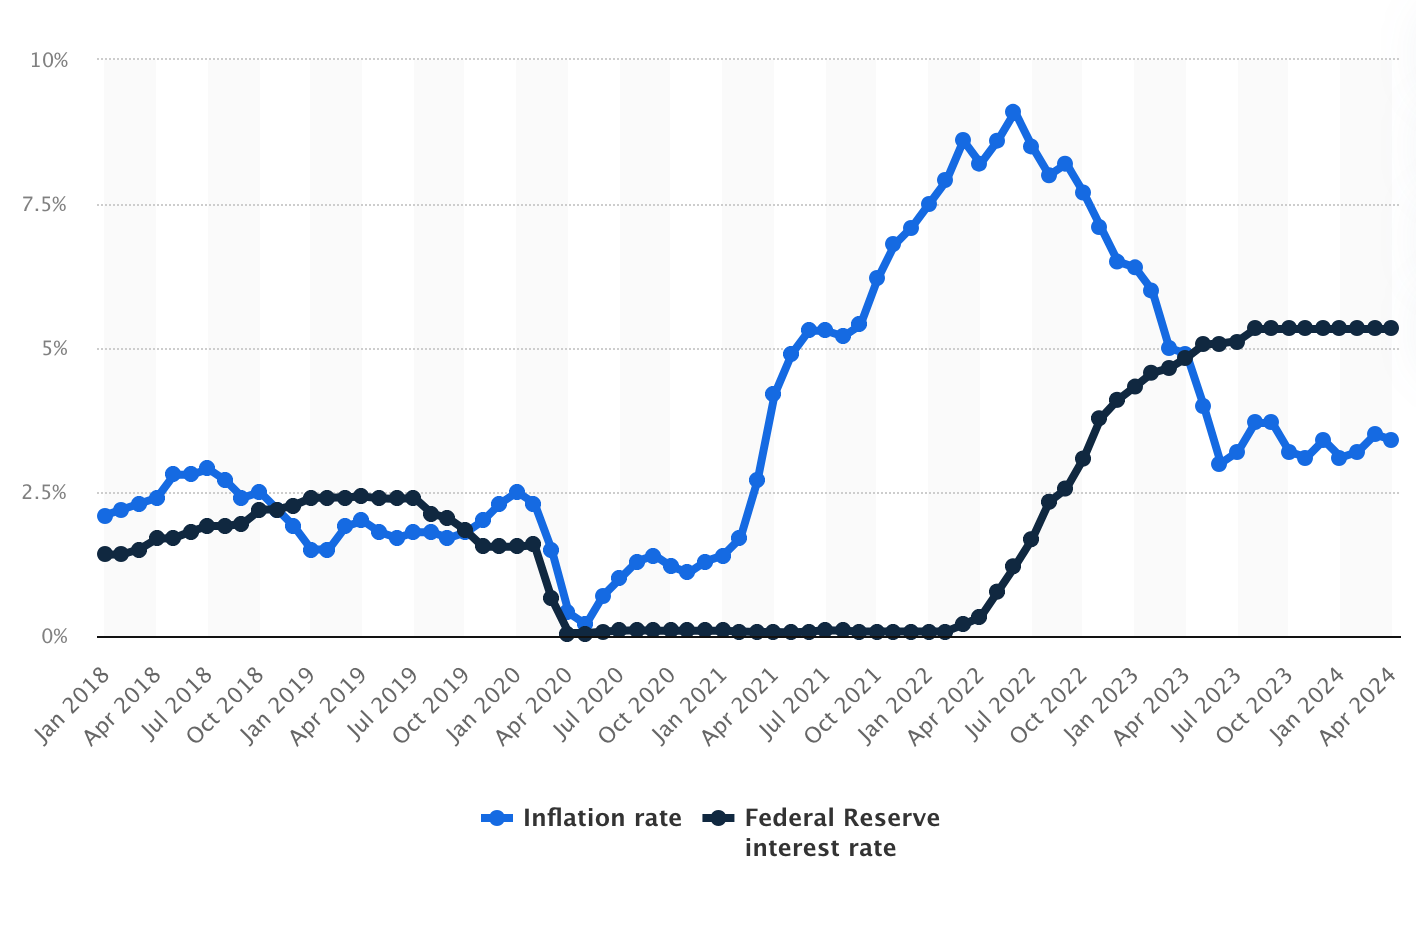 10%
7.5%
5%
2.5%
0%
Jan 2018
Apr 2018
Jul 2018
Oct 2018
Jan 2019
Apr 2019
Jul 2019
Oct 2019
Jan 2020
Apr 2020
Jul 2020
Oct 2020
Jan 2021
Apr 2021
Jul 2021
Oct 2021
Jan 2022
Apr 2022
Jul 2022
Oct 2022
Jan 2023
Apr 2023
Jul 2023
Oct 2023
Jan 2024
Apr 2024
Inflation rate
Federal Reserve
interest rate